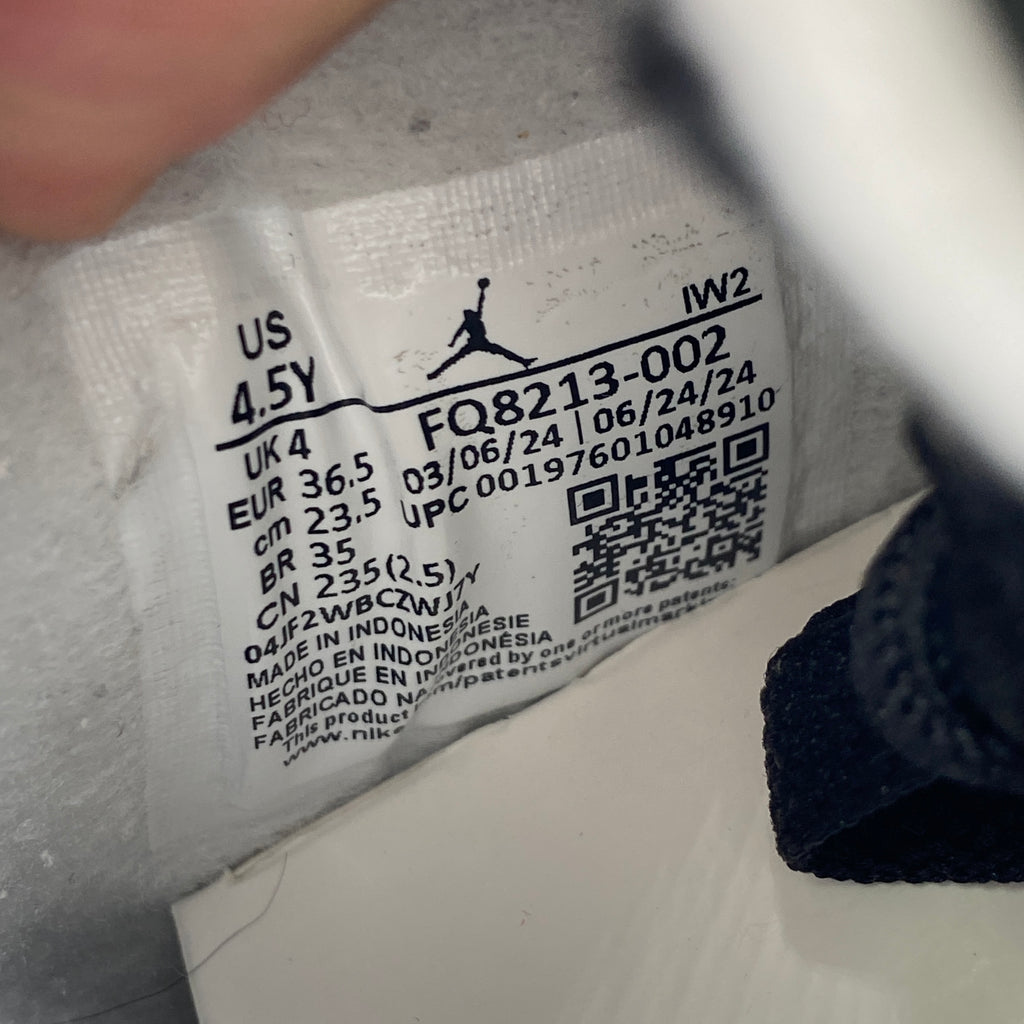 US
4.5Y
IW2
UK 4
EUR 36.5
cm 23.5
BR 35
CN 235(2.5)
FQ8213-002
03/06/24 | 06/24/24
UPC 00197601048910
04JF2WBCZWJ7Y
MADE IN INDONESIA
HECHO EN INDONESIA
FABRIQUE EN INDONESIE
FABRICADO NA INDONÉSIA
This product covered by one or more patents:
www.nike.com/patentsvirtualmarking